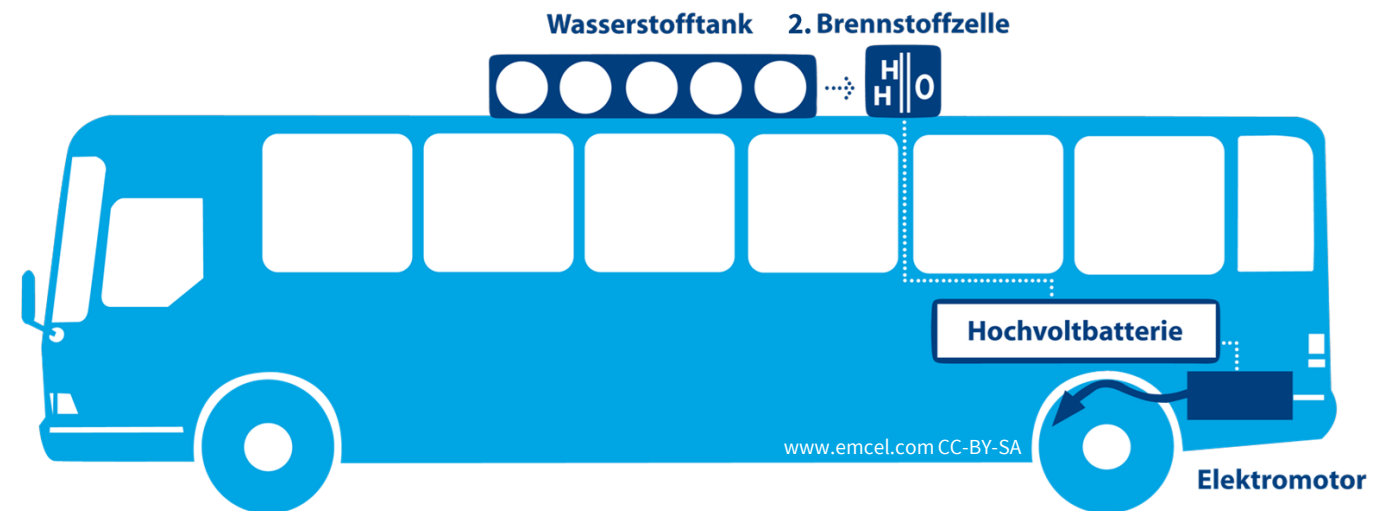 Wasserstofftank
2. Brennstoffzelle
H
H
O
Hochvoltbatterie
www.emcel.com CC-BY-SA
Elektromotor